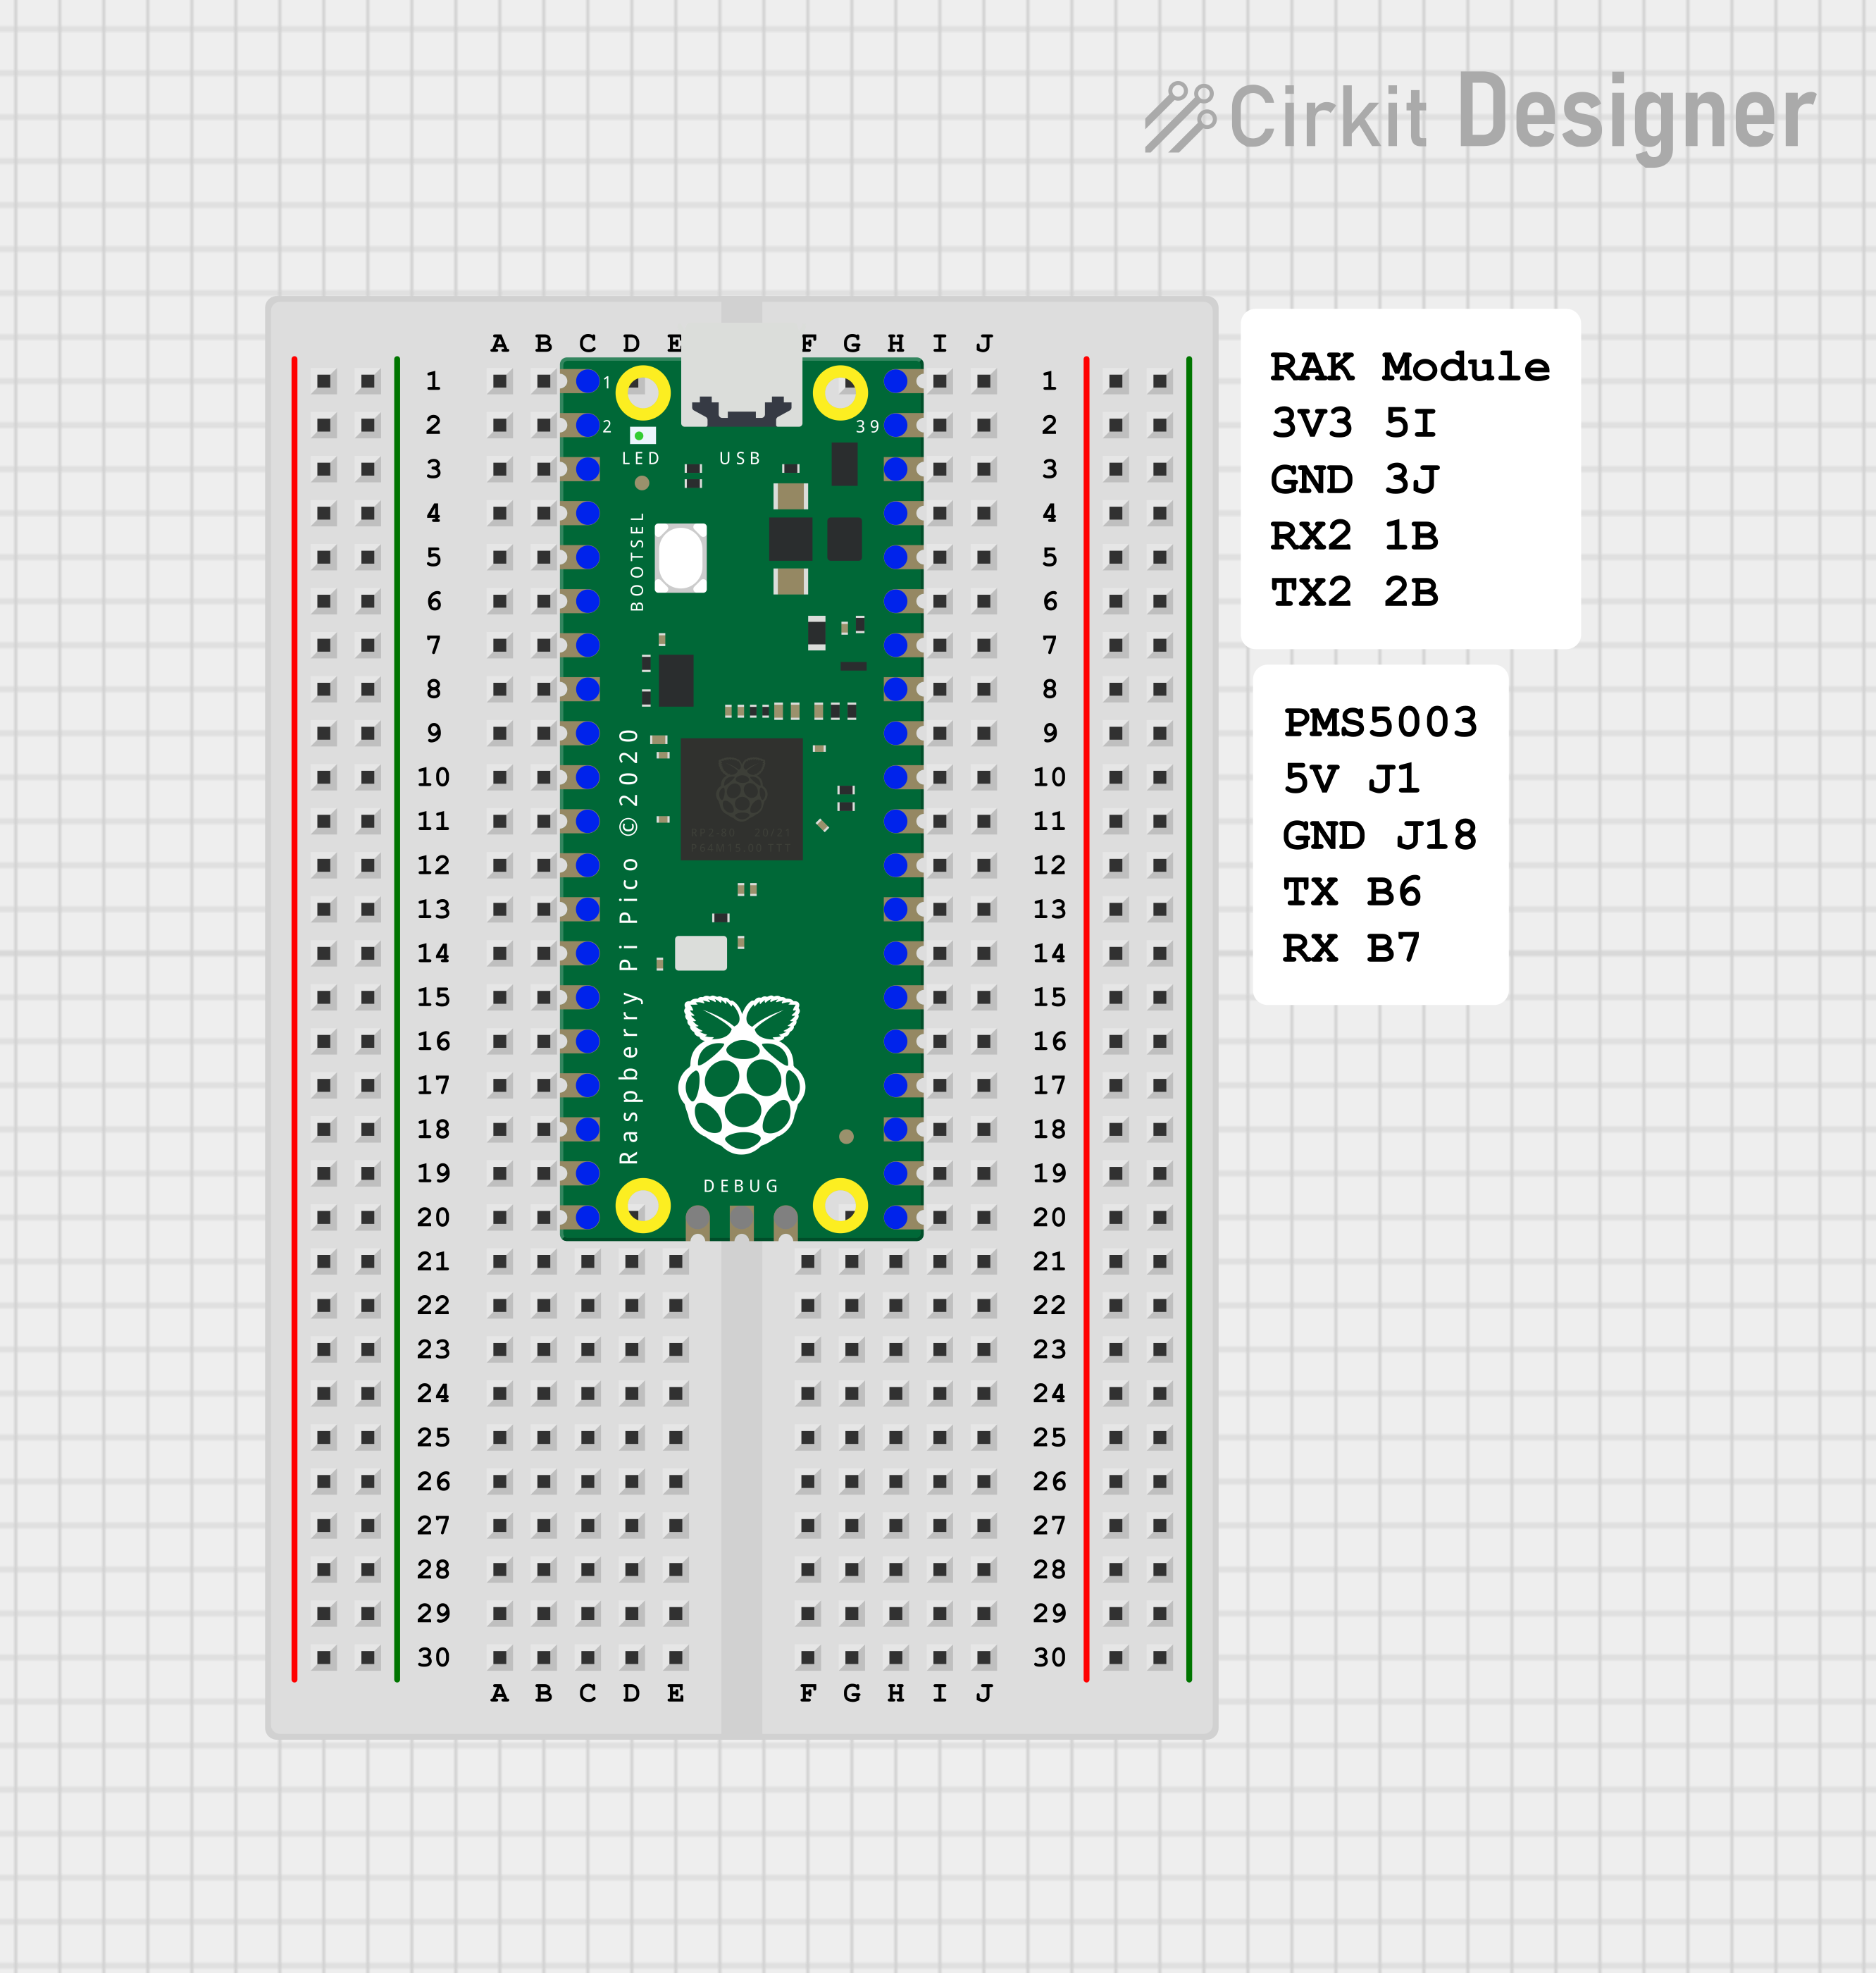 Cirkit Designer
A B C D E F G H I J
1 1
2 2
3 3
4 4
5 5
6 6
7 7
8 8
9 9
10 10
11 11
12 12
13 13
14 14
15 15
16 16
17 17
18 18
19 19
20 20
21 21
22 22
23 23
24 24
25 25
26 26
27 27
28 28
29 29
30 30
A B C D E F G H I J
1
2
39
LED
USB
BOOTSEL
Raspberry Pi Pico ©2020
DEBUG
RAK Module
3V3 5I
GND 3J
RX2 1B
TX2 2B
PMS5003
5V J1
GND J18
TX B6
RX B7